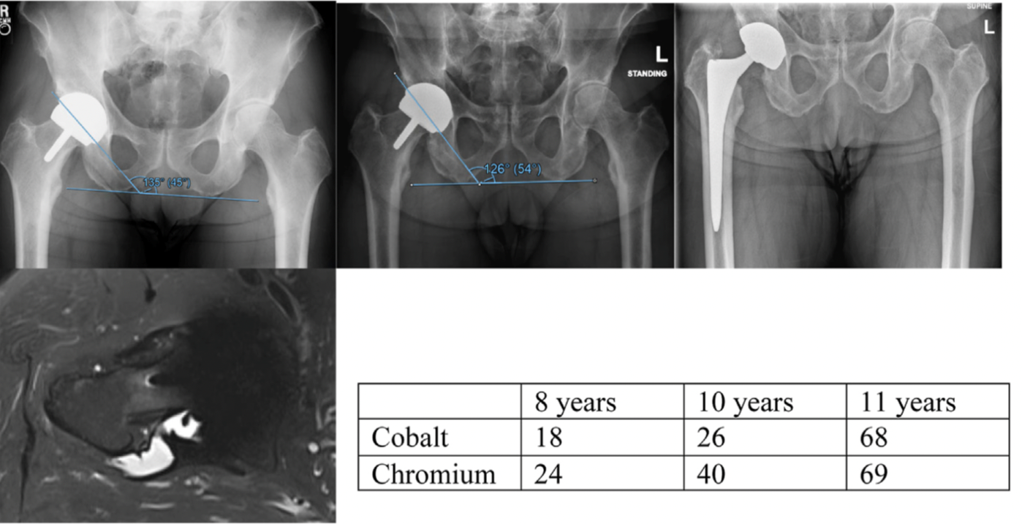 R
135° (45°)
L
STANDING
126° (54°)
SUPINE
L
8 years 10 years 11 years
Cobalt 18 26 68
Chromium 24 40 69